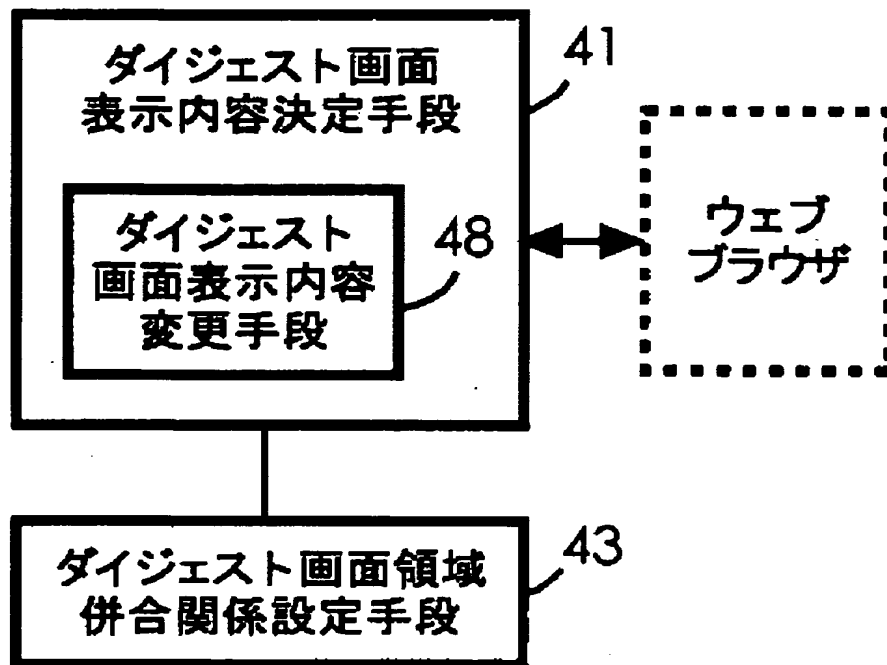 ダイジェスト画面
表示内容決定手段
41
ダイジェスト
画面表示内容
変更手段
48
ウェブ
ブラウザ
ダイジェスト画面領域
併合関係設定手段
43